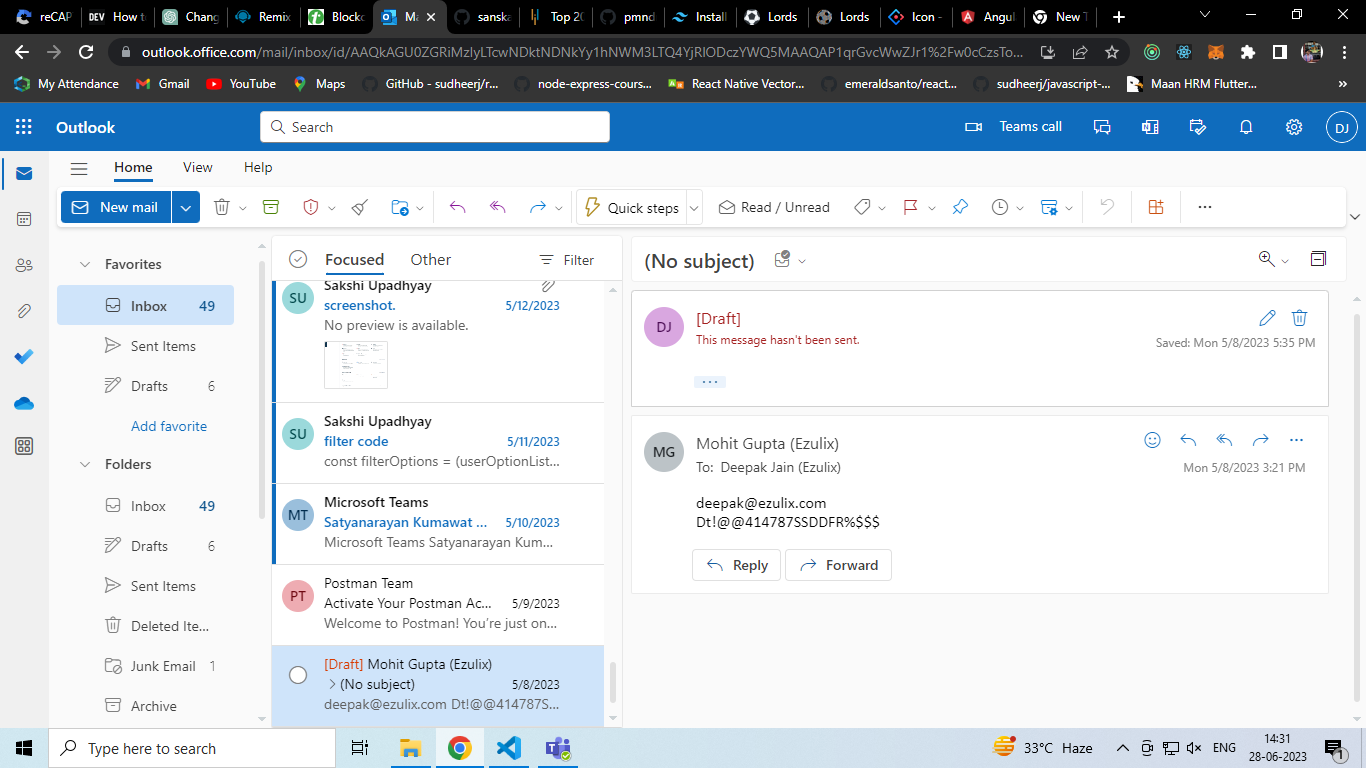 reCAP DEV How t Chang Remix Blockc Ma sanska Top 20 pmnd Install Lords Lords Icon – Angul New T
outlook.office.com/mail/inbox/id/AAQkAGU0ZGRiMzIyLTcwNDktNDNkYy1hNWM3LTQ4YjRlODczYWQ5MAAQAP1qrGvcWwZJr1%2Fw0cCzsTo...
My Attendance Gmail YouTube Maps GitHub - sudheerj/r... node-express-cours... React Native Vector... emeraldsanto/react... sudheerj/javascript-... Maan HRM Flutter... »
Outlook Search Teams call DJ
Home View Help
New mail Quick steps Read / Unread
Favorites
Inbox 49
Sent Items
Drafts 6
Add favorite
Folders
Inbox 49
Drafts 6
Sent Items
Deleted Ite...
Junk Email 1
Archive
Focused Other Filter
SU Sakshi Upadhyay
screenshot. 5/12/2023
No preview is available.
SU Sakshi Upadhyay
filter code 5/11/2023
const filterOptions = (userOptionList...
MT Microsoft Teams
Satyanarayan Kumawat ... 5/10/2023
Microsoft Teams Satyanarayan Kum...
PT Postman Team
Activate Your Postman Ac... 5/9/2023
Welcome to Postman! You're just on...
[Draft] Mohit Gupta (Ezulix)
(No subject) 5/8/2023
deepak@ezulix.com Dt!@@414787S...
(No subject)
DJ [Draft]
This message hasn't been sent.
Saved: Mon 5/8/2023 5:35 PM
...
MG Mohit Gupta (Ezulix)
To: Deepak Jain (Ezulix)
Mon 5/8/2023 3:21 PM
deepak@ezulix.com
Dt!@@414787SSDDFR%$$$
Reply Forward
Type here to search 33°C Haze ENG 14:31
28-06-2023 1